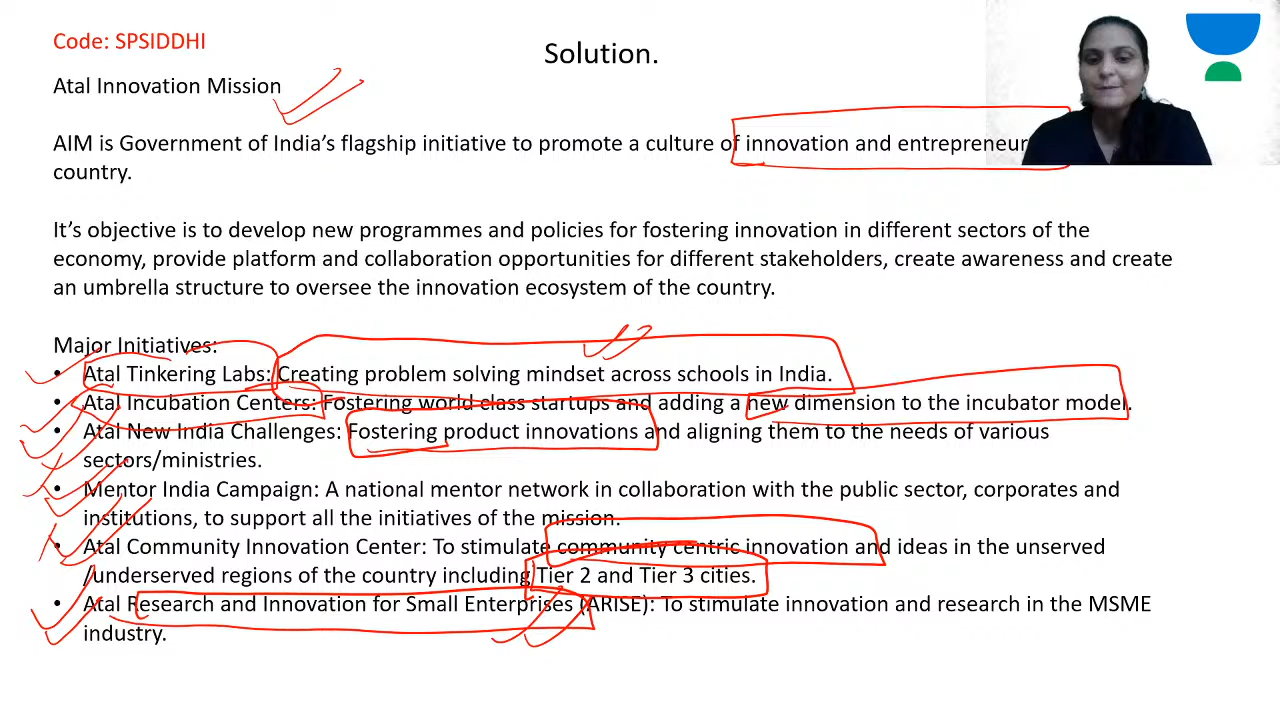 Code: SPSIDDHI
Solution.
Atal Innovation Mission
AIM is Government of India's flagship initiative to promote a culture of innovation and
country.
It's objective is to develop new programmes and policies for fostering innovation in different sectors of the
economy, provide platform and collaboration opportunities for different stakeholders, create awareness and create
an umbrella structure to oversee the innovation ecosystem of the country.
Major Initiatives:
• Atal Tinkering Labs: Creating problem solving mindset across schools in India.
• Atal Incubation Centers: Fostering world class startups and adding a new dimension to the incubator model.
• Atal New India Challenges: Fostering product innovations and aligning them to the needs of various
sectors/ministries.
• Mentor India Campaign: A national mentor network in collaboration with the public sector, corporates and
institutions, to support all the initiatives of the mission.
• Atal Community Innovation Center: To stimulate community centric innovation and ideas in the unserved
/underserved regions of the country including Tier 2 and Tier 3 cities.
• Atal Research and Innovation for Small Enterprises (ARISE): To stimulate innovation and research in the MSME
industry.